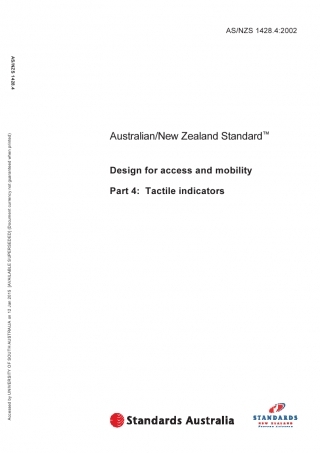 AS/NZS 1428.4:2002
AS/NZS 1428.4
Australian/New Zealand Standard™
Design for access and mobility
Part 4: Tactile indicators
Accessed by UNIVERSITY OF SOUTH AUSTRALIA on 12 Jan 2010 [AVAILABLE SUPERSEDED] (Document currency not guaranteed when printed)
Standards Australia
STANDARDS
NEW ZEALAND